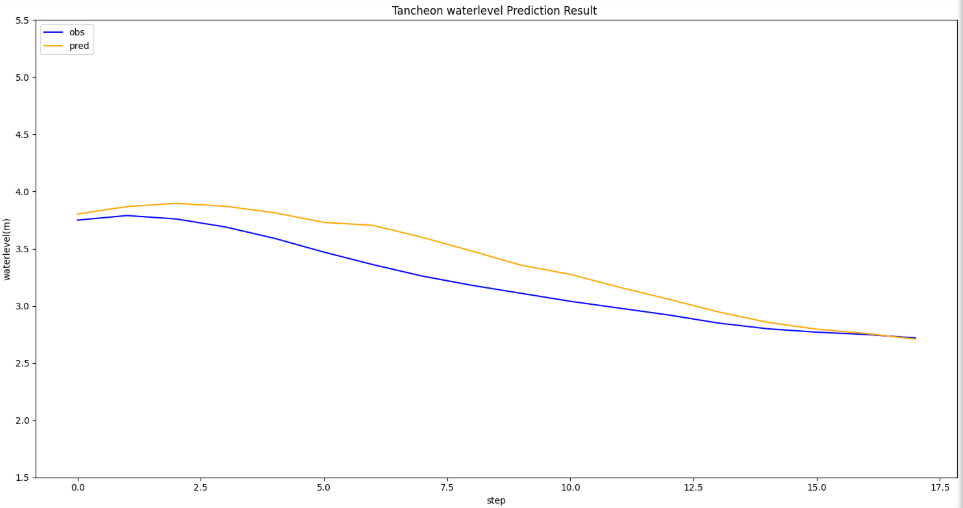 Tancheon waterlevel Prediction Result
obs
pred
5.5
5.0
4.5
4.0
3.5
3.0
2.5
2.0
1.5
waterlevel(m)
0.0 2.5 5.0 7.5 10.0 12.5 15.0 17.5
step